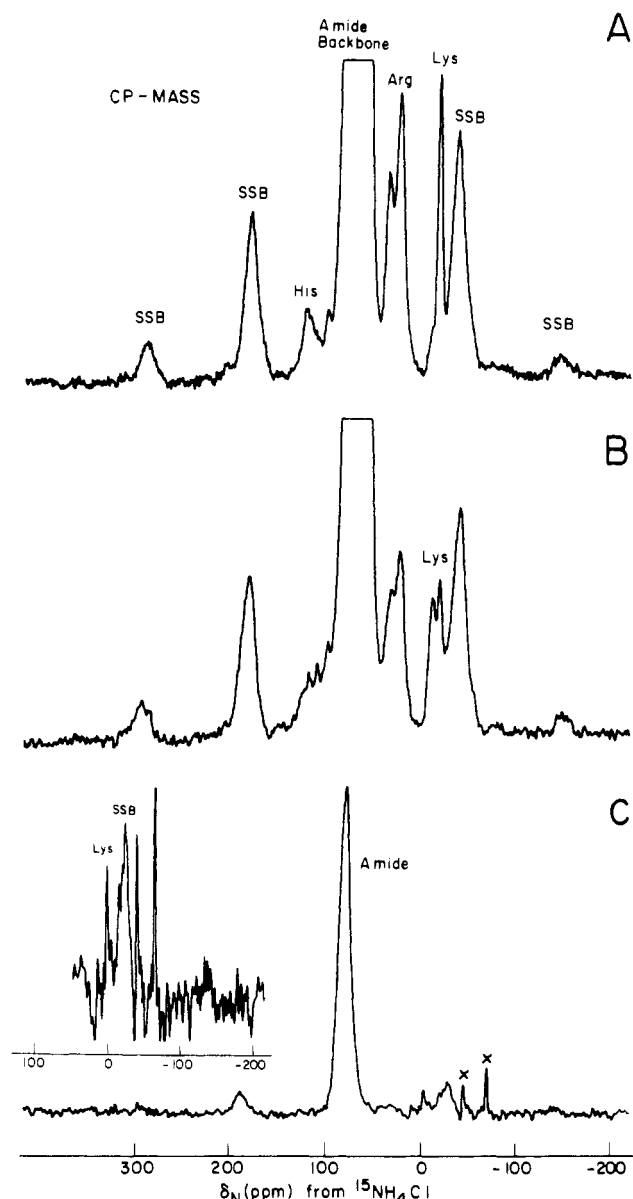 A
Amide
Backbone
Lys
Arg
CP-MASS
SSB
SSB
His
SSB
SSB
B
Lys
C
SSB
Lys
Amide
100 0 -100 -200
x x
300 200 100 0 -100 -200
δN(ppm) from 15NH4Cl